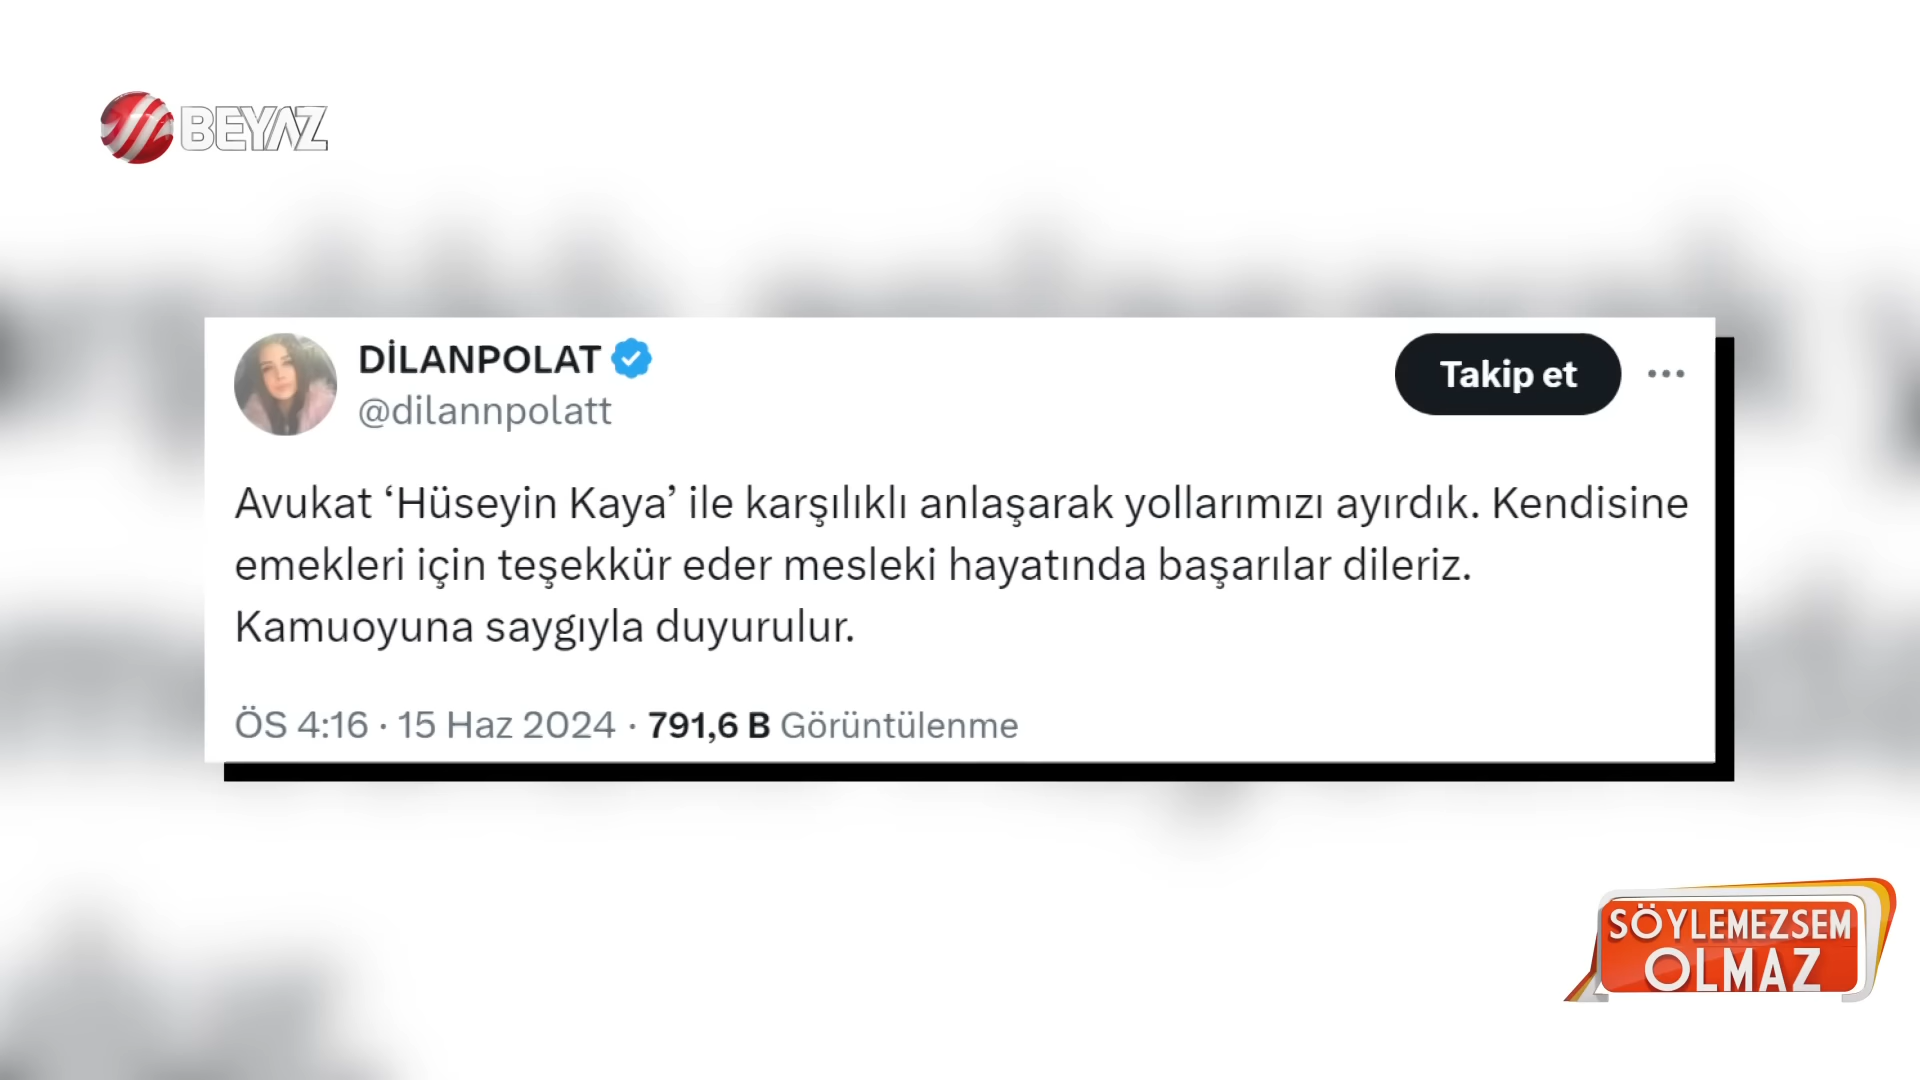 BEYAZ
DİLANPOLAT
@dilannpolatt
Takip et
Avukat ‘Hüseyin Kaya’ ile karşılıklı anlaşarak yollarımızı ayırdık. Kendisine
emekleri için teşekkür eder mesleki hayatında başarılar dileriz.
Kamuoyuna saygıyla duyurulur.
ÖS 4:16 · 15 Haz 2024 · 791,6 B Görüntülenme
SÖYLEMEZSEM
OLMAZ